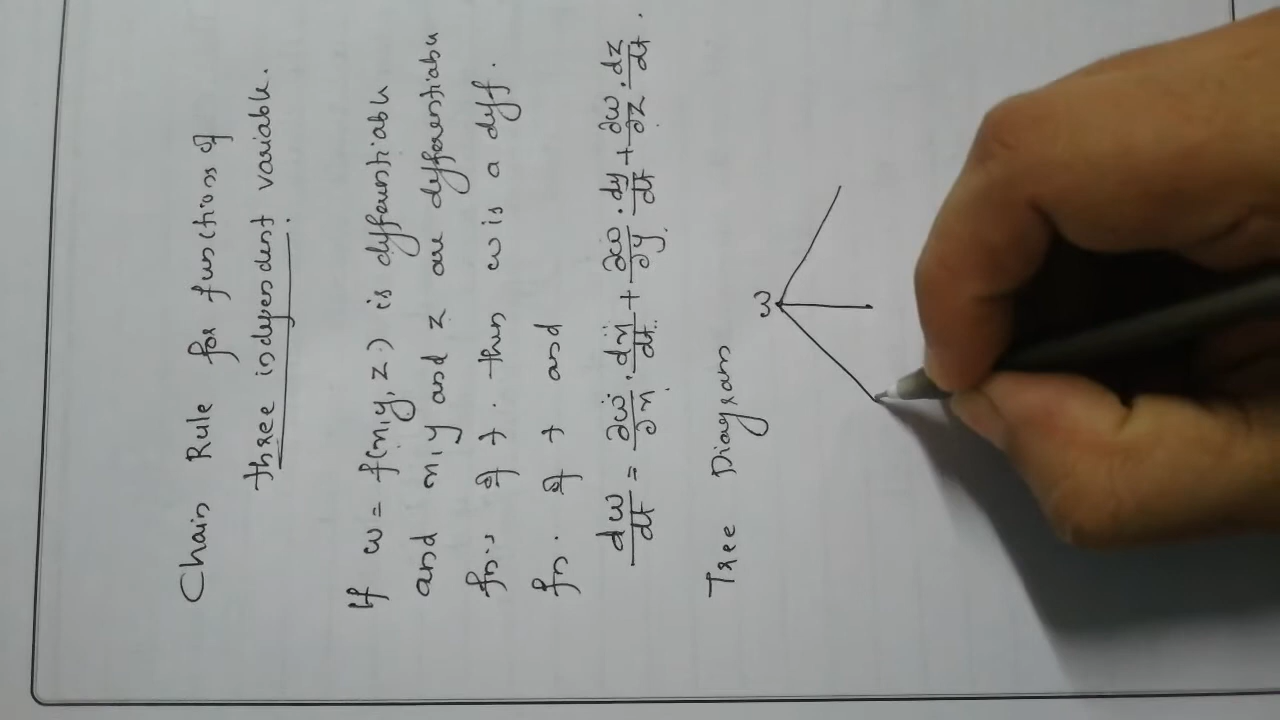 Chain Rule for functions of
three independent variable.
If w = f(x, y, z) is differentiable
and x, y and z are differentiable
fn.s of t. then w is a diff.
fn. of t and
dw/dt = ∂w/∂x · dx/dt + ∂w/∂y · dy/dt + ∂w/∂z · dz/dt.
Tree Diagram
w